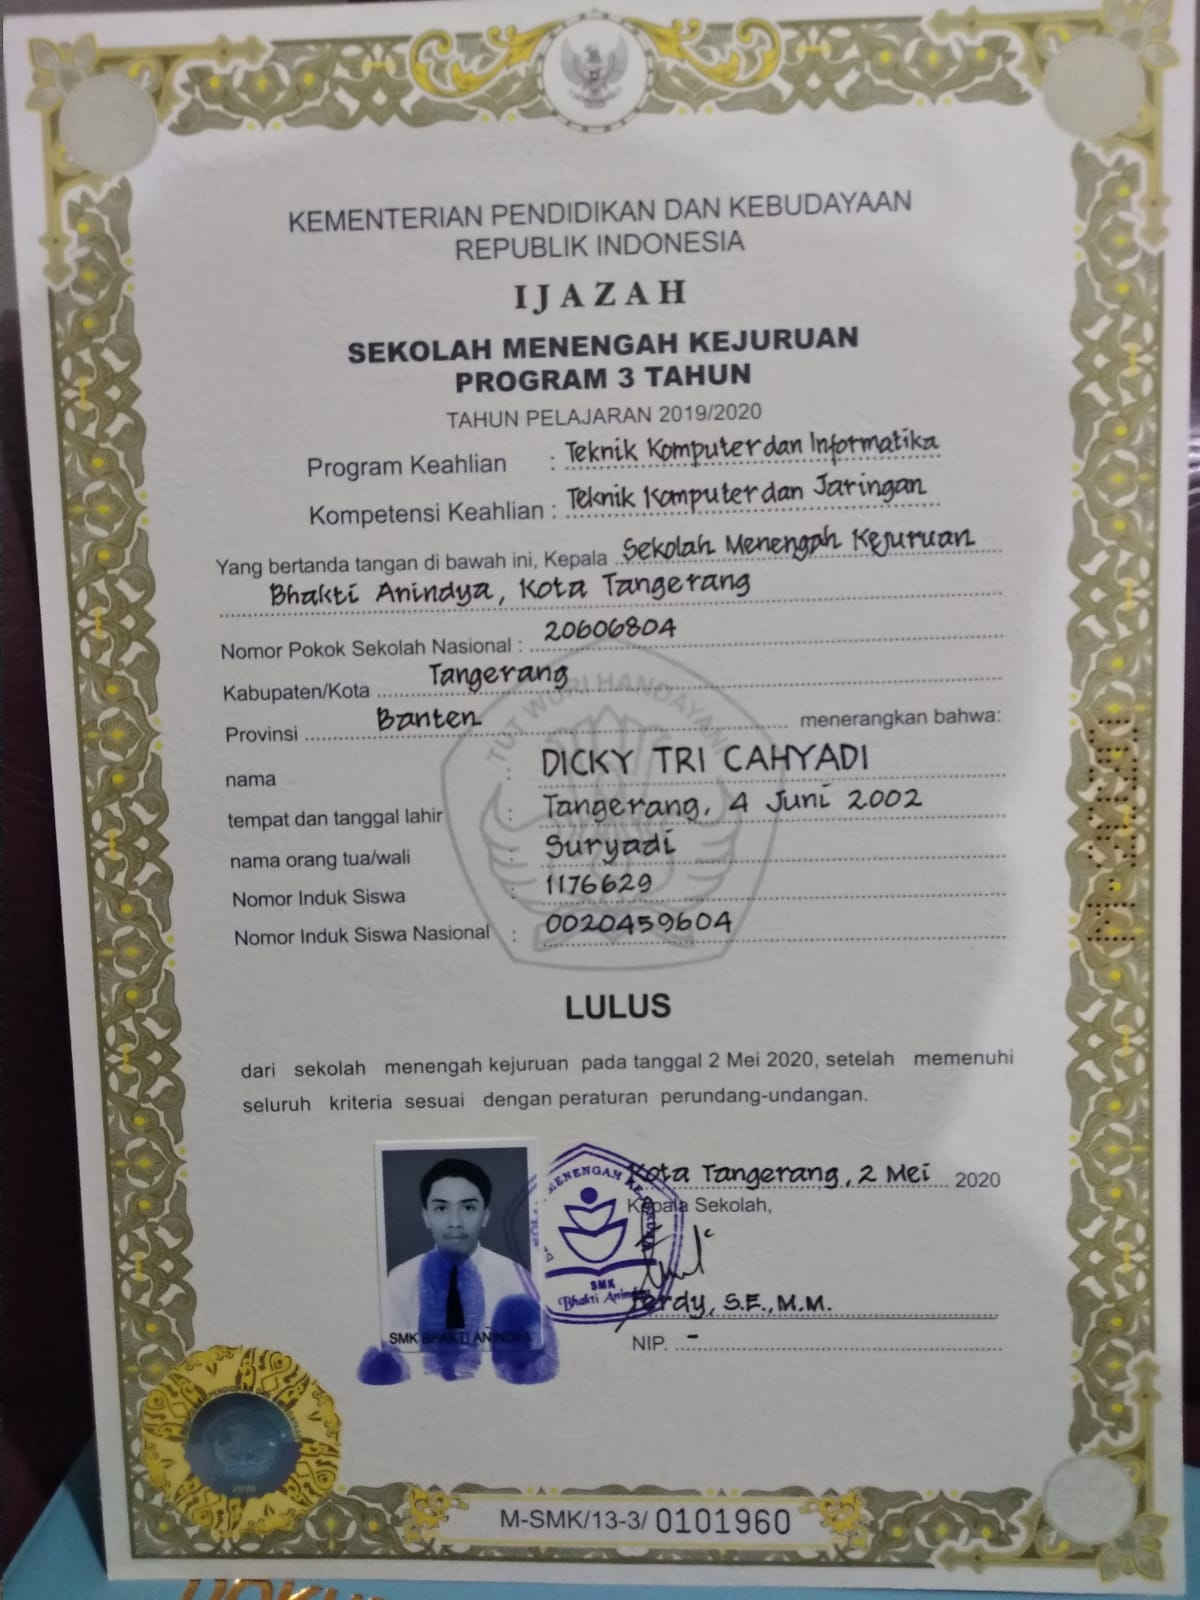 KEMENTERIAN PENDIDIKAN DAN KEBUDAYAAN
REPUBLIK INDONESIA
IJAZAH
SEKOLAH MENENGAH KEJURUAN
PROGRAM 3 TAHUN
TAHUN PELAJARAN 2019/2020
Program Keahlian : Teknik Komputer dan Informatika
Kompetensi Keahlian : Teknik Komputer dan Jaringan
Yang bertanda tangan di bawah ini, Kepala Sekolah Menengah Kejuruan
Bhakti Anindya, Kota Tangerang
Nomor Pokok Sekolah Nasional : 20606804
Kabupaten/Kota Tangerang
Provinsi Banten menerangkan bahwa:
TUT WURI HANDAYANI
nama : DICKY TRI CAHYADI
tempat dan tanggal lahir : Tangerang, 4 Juni 2002
nama orang tua/wali : Suryadi
Nomor Induk Siswa : 1176629
Nomor Induk Siswa Nasional : 0020459604
LULUS
dari sekolah menengah kejuruan pada tanggal 2 Mei 2020, setelah memenuhi
seluruh kriteria sesuai dengan peraturan perundang-undangan.
Kota Tangerang, 2 Mei 2020
Kepala Sekolah,
MENENGAH
SMK
Bhakti Anindya
Ferdy, S.E., M.M.
NIP. -
SMK BHAKTI ANINDYA
2020
M-SMK/13-3/ 0101960